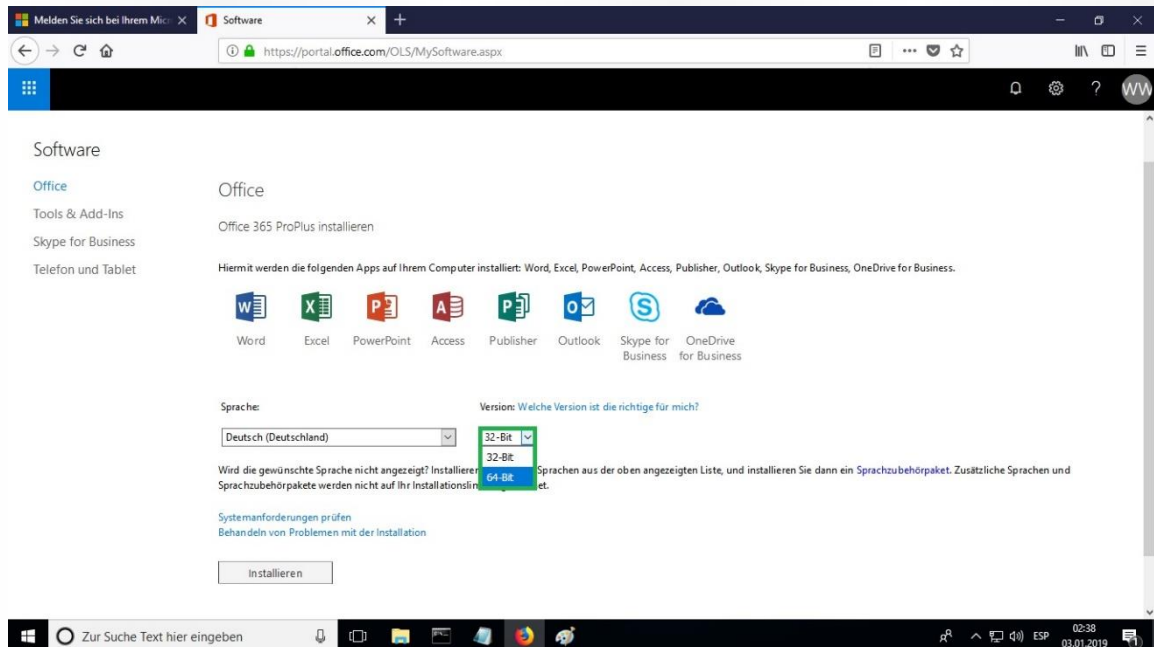 Melden Sie sich bei Ihrem Micr
Software
https://portal.office.com/OLS/MySoftware.aspx
WW
Software
Office
Tools & Add-Ins
Skype for Business
Telefon und Tablet
Office
Office 365 ProPlus installieren
Hiermit werden die folgenden Apps auf Ihrem Computer installiert: Word, Excel, PowerPoint, Access, Publisher, Outlook, Skype for Business, OneDrive for Business.
Word Excel PowerPoint Access Publisher Outlook Skype for Business OneDrive for Business
Sprache: Version: Welche Version ist die richtige für mich?
Deutsch (Deutschland) 32-Bit
32-Bit
64-Bit
Wird die gewünschte Sprache nicht angezeigt? Installieren Sprachen aus der oben angezeigten Liste, und installieren Sie dann ein Sprachzubehörpaket. Zusätzliche Sprachen und
Sprachzubehörpakete werden nicht auf Ihr Installationslim et.
Systemanforderungen prüfen
Behandeln von Problemen mit der Installation
Installieren
Zur Suche Text hier eingeben
ESP
02:38
03.01.2019